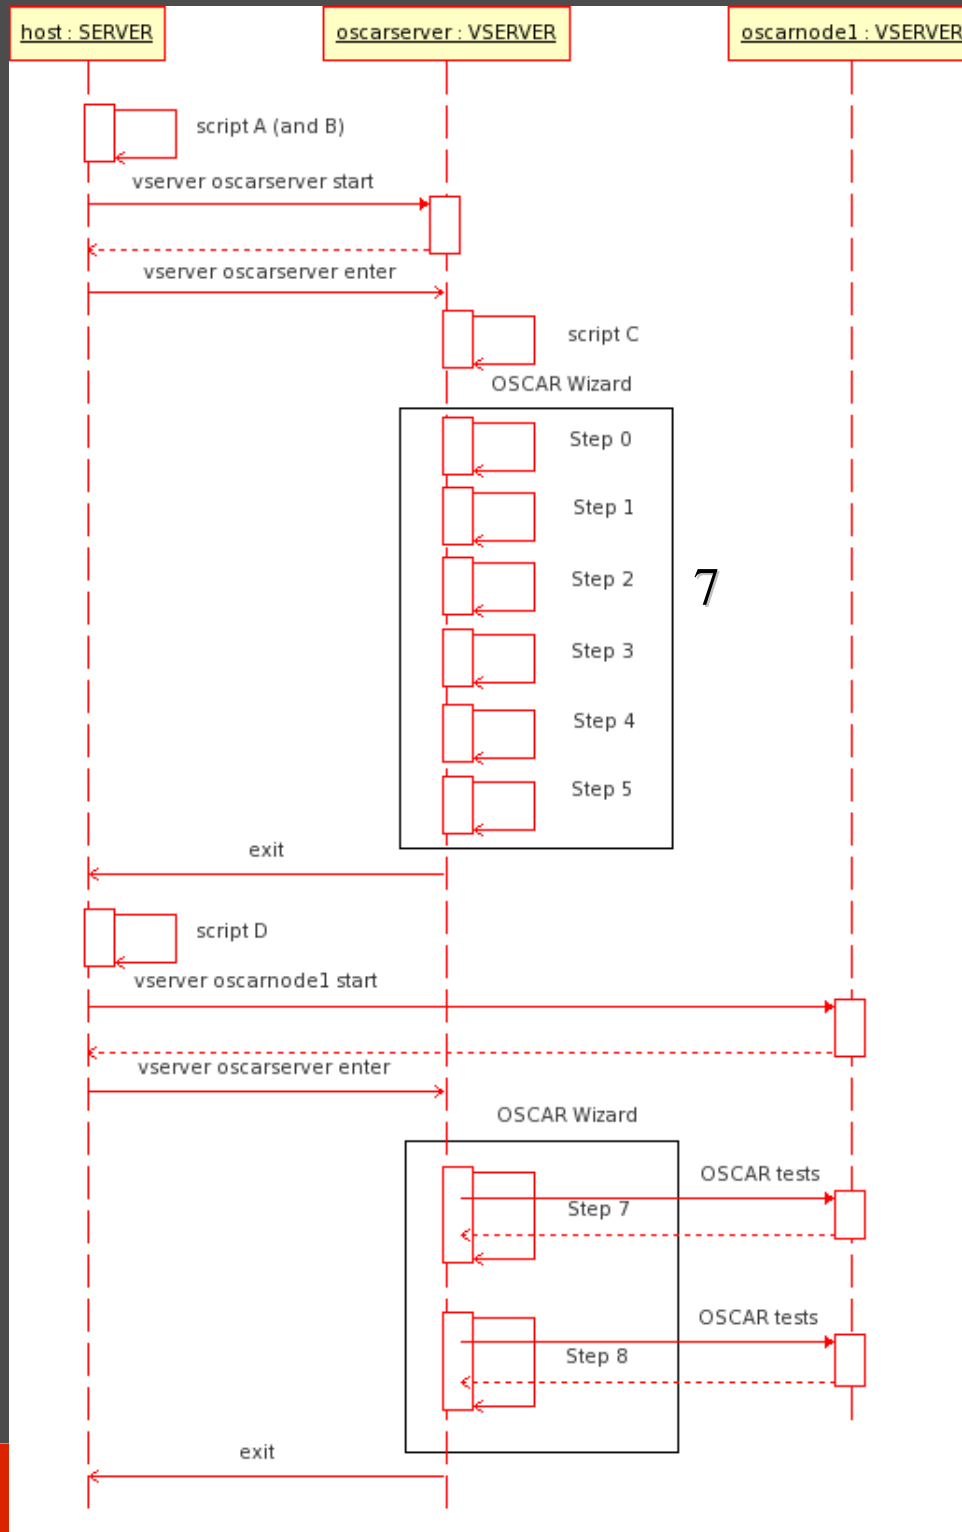 host : SERVER
oscarserver : VSERVER
oscarnode1 : VSERVER
script A (and B)
vserver oscarserver start
vserver oscarserver enter
script C
OSCAR Wizard
Step 0
Step 1
Step 2
7
Step 3
Step 4
Step 5
exit
script D
vserver oscarnode1 start
vserver oscarserver enter
OSCAR Wizard
OSCAR tests
Step 7
OSCAR tests
Step 8
exit